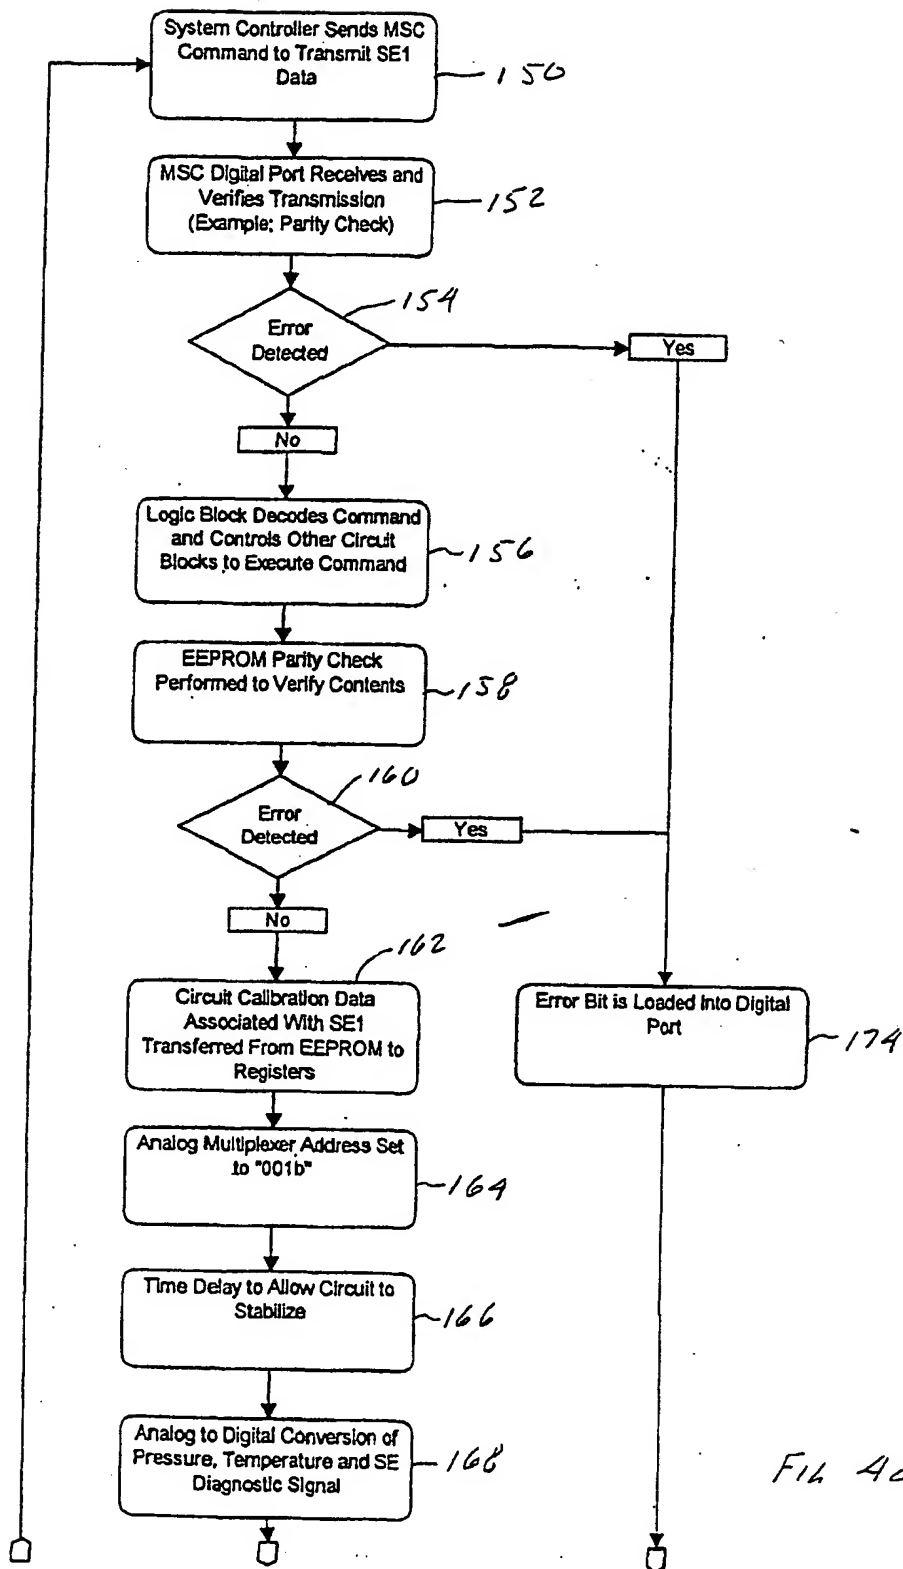 System Controller Sends MSC
Command to Transmit SE1
Data
150
MSC Digital Port Receives and
Verifies Transmission
(Example: Parity Check)
152
154
Error
Detected
Yes
No
Logic Block Decodes Command
and Controls Other Circuit
Blocks to Execute Command
156
EEPROM Parity Check
Performed to Verify Contents
158
160
Error
Detected
Yes
No
162
Circuit Calibration Data
Associated With SE1
Transferred From EEPROM to
Registers
Error Bit is Loaded Into Digital
Port
174
Analog Multiplexer Address Set
to "001b"
164
Time Delay to Allow Circuit to
Stabilize
166
Analog to Digital Conversion of
Pressure, Temperature and SE
Diagnostic Signal
168